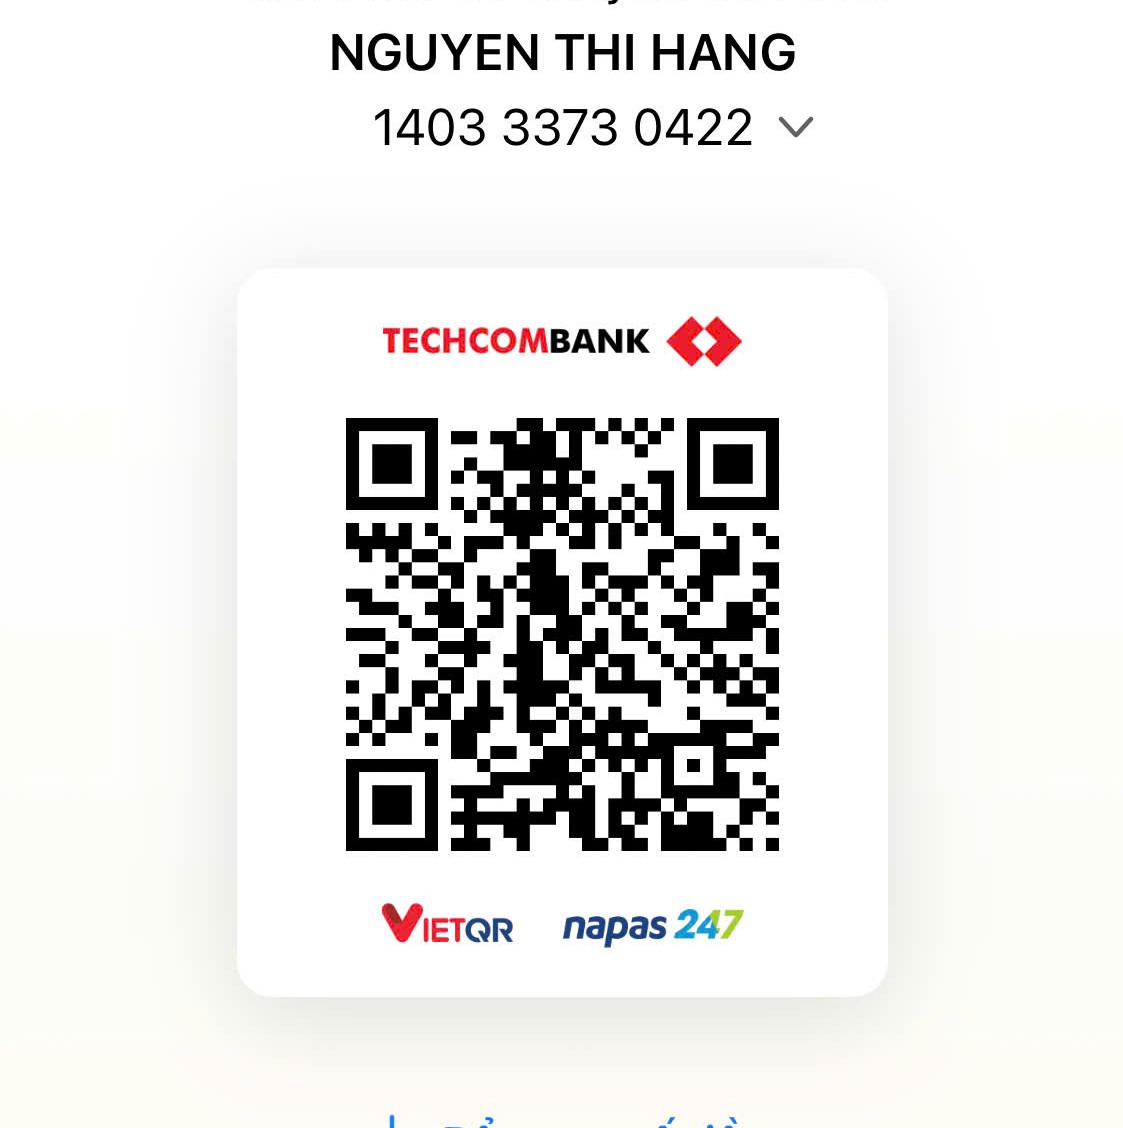 NGUYEN THI HANG
1403 3373 0422
TECHCOMBANK
VIETQR
napas 247